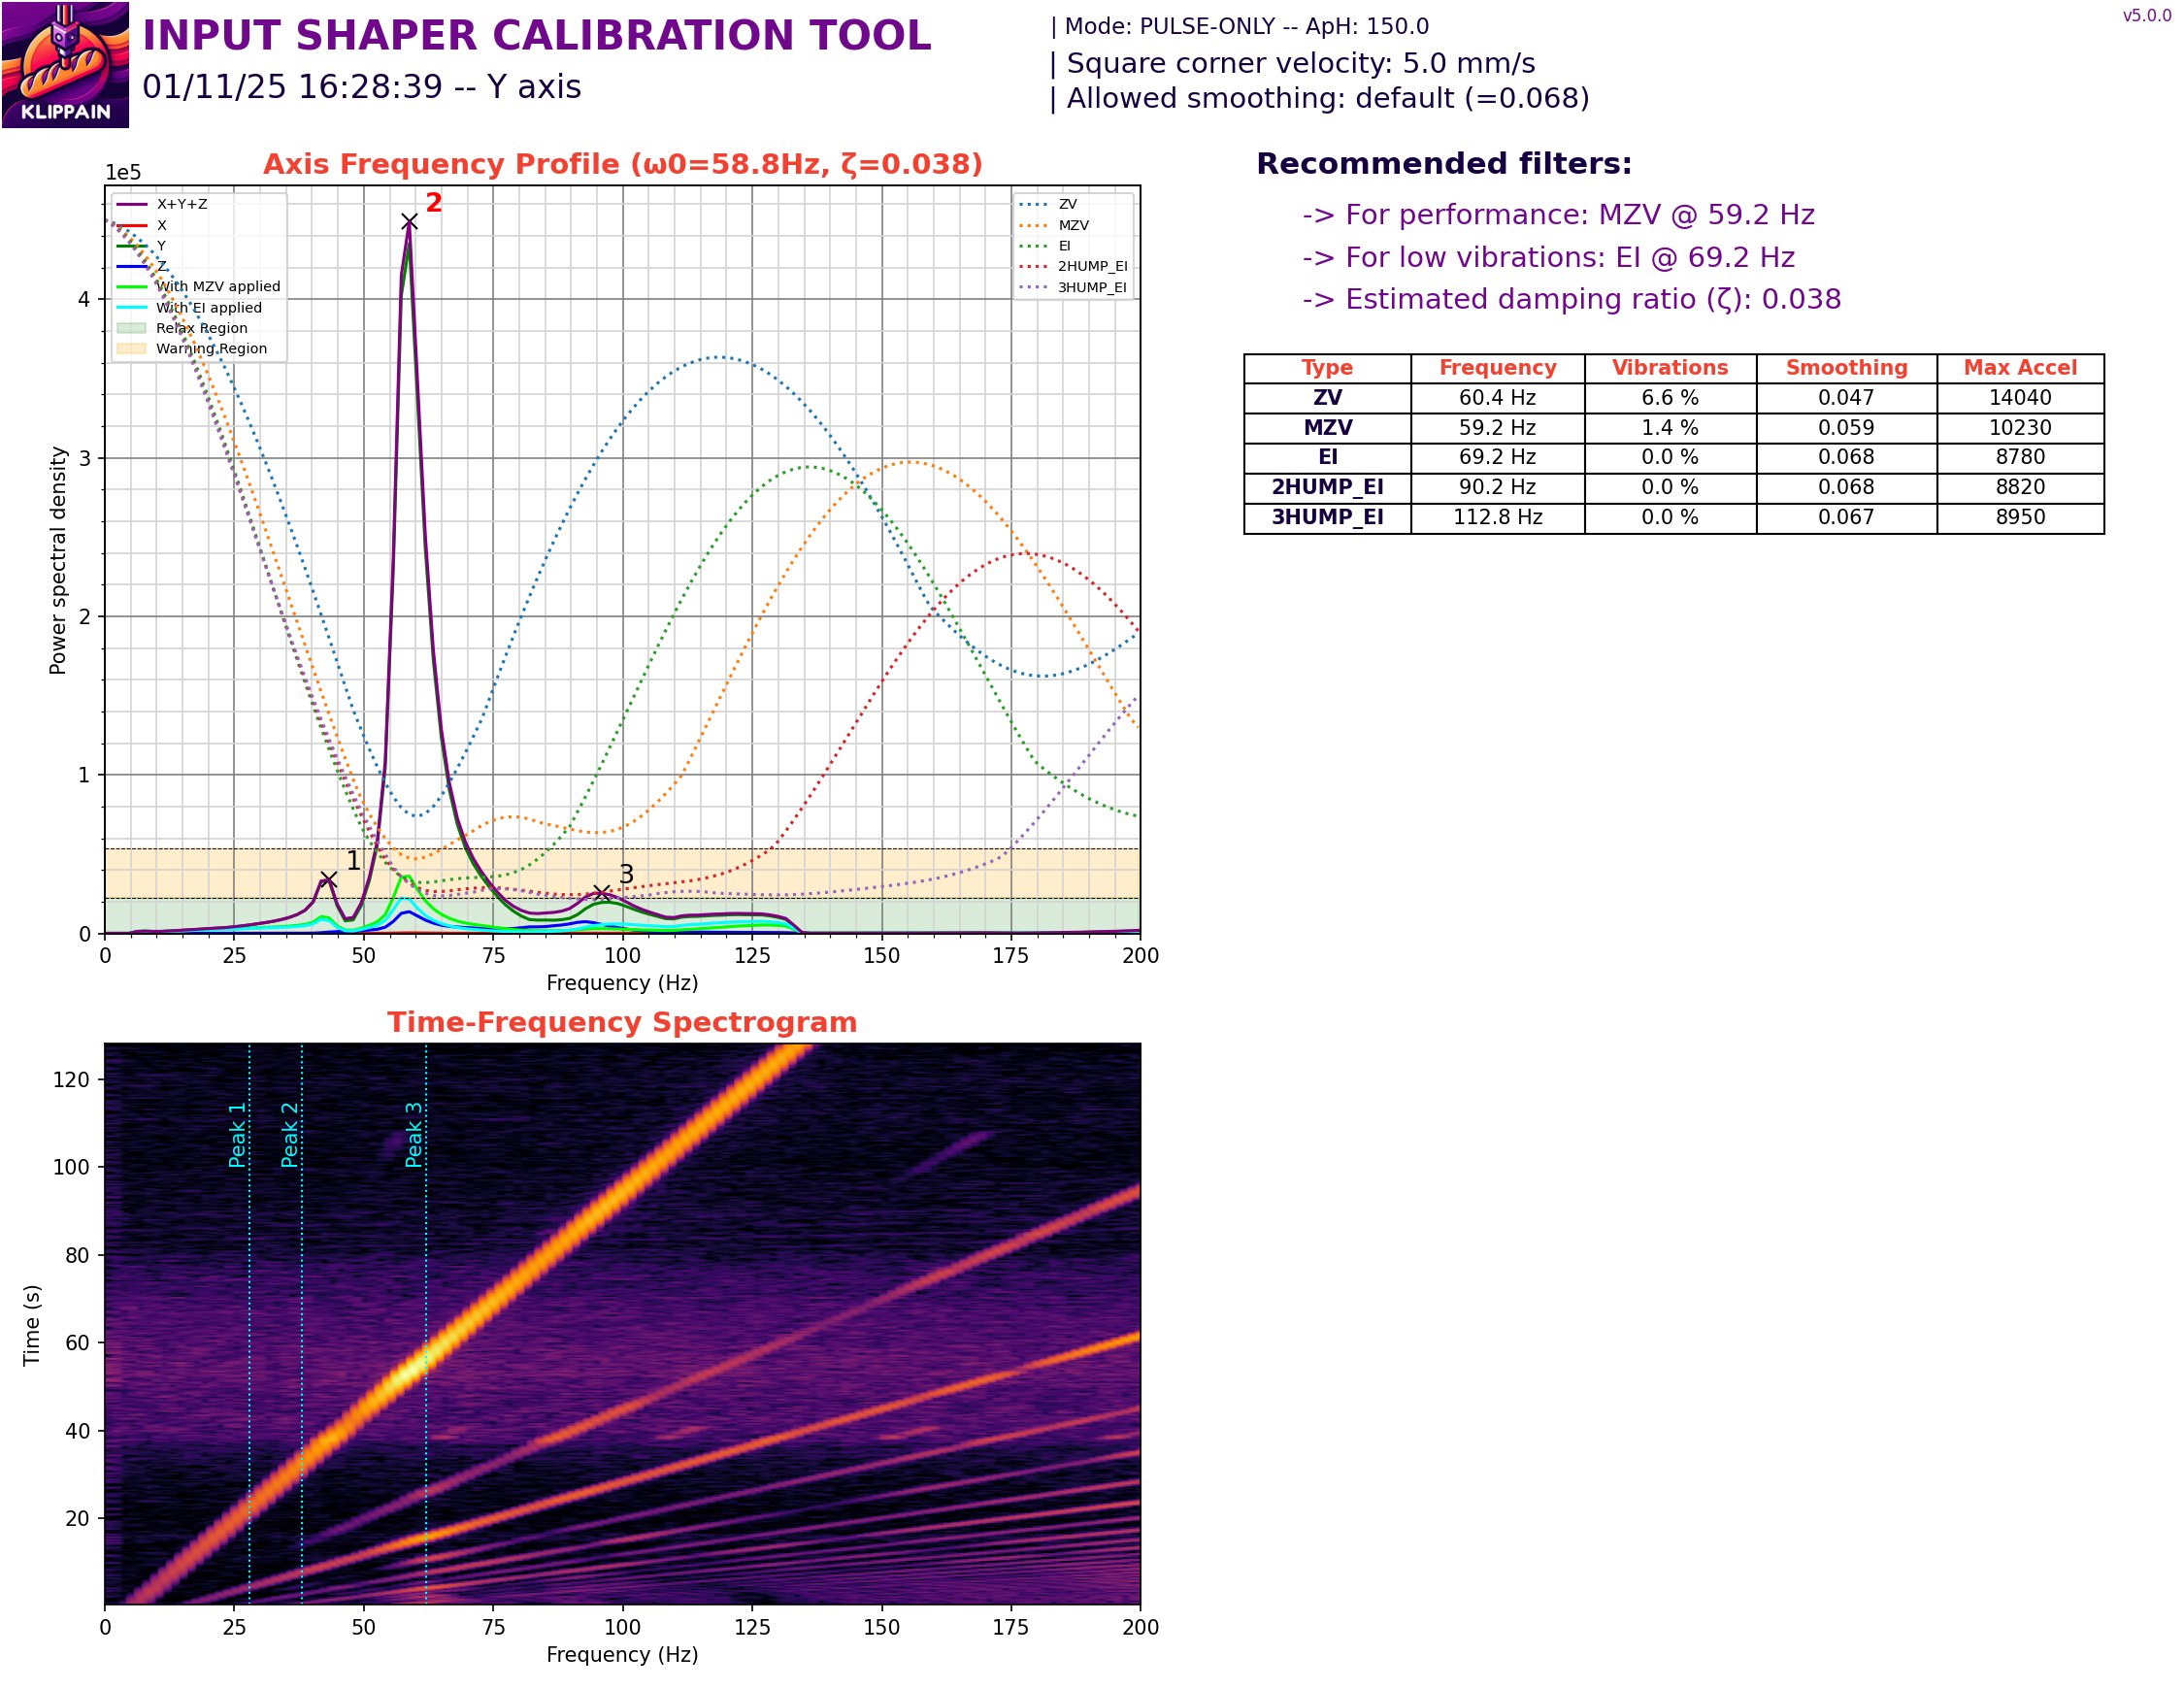 INPUT SHAPER CALIBRATION TOOL
01/11/25 16:28:39 -- Y axis
KLIPPAIN
| Mode: PULSE-ONLY -- ApH: 150.0
| Square corner velocity: 5.0 mm/s
| Allowed smoothing: default (=0.068)
v5.0.0
Axis Frequency Profile (ω0=58.8Hz, ζ=0.038)
1e5
X+Y+Z
X
Y
Z
With MZV applied
With EI applied
Relax Region
Warning Region
ZV
MZV
EI
2HUMP_EI
3HUMP_EI
1
2
3
Power spectral density
4
3
2
1
0
0 25 50 75 100 125 150 175 200
Frequency (Hz)
Recommended filters:
-> For performance: MZV @ 59.2 Hz
-> For low vibrations: EI @ 69.2 Hz
-> Estimated damping ratio (ζ): 0.038
Type Frequency Vibrations Smoothing Max Accel
ZV 60.4 Hz 6.6 % 0.047 14040
MZV 59.2 Hz 1.4 % 0.059 10230
EI 69.2 Hz 0.0 % 0.068 8780
2HUMP_EI 90.2 Hz 0.0 % 0.068 8820
3HUMP_EI 112.8 Hz 0.0 % 0.067 8950
Time-Frequency Spectrogram
Peak 1
Peak 2
Peak 3
Time (s)
120
100
80
60
40
20
0 25 50 75 100 125 150 175 200
Frequency (Hz)